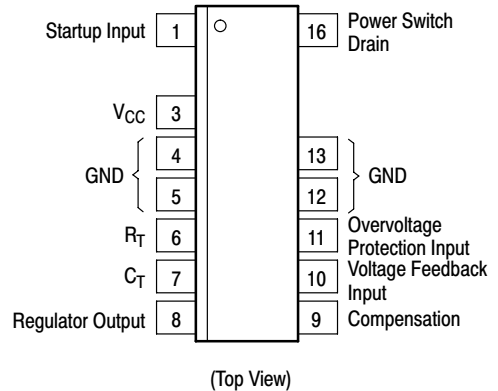 Startup Input 1 16 Power Switch
Drain
VCC 3
4 13
GND GND
5 12
RT 6 11 Overvoltage
Protection Input
CT 7 10 Voltage Feedback
Input
Regulator Output 8 9 Compensation
(Top View)